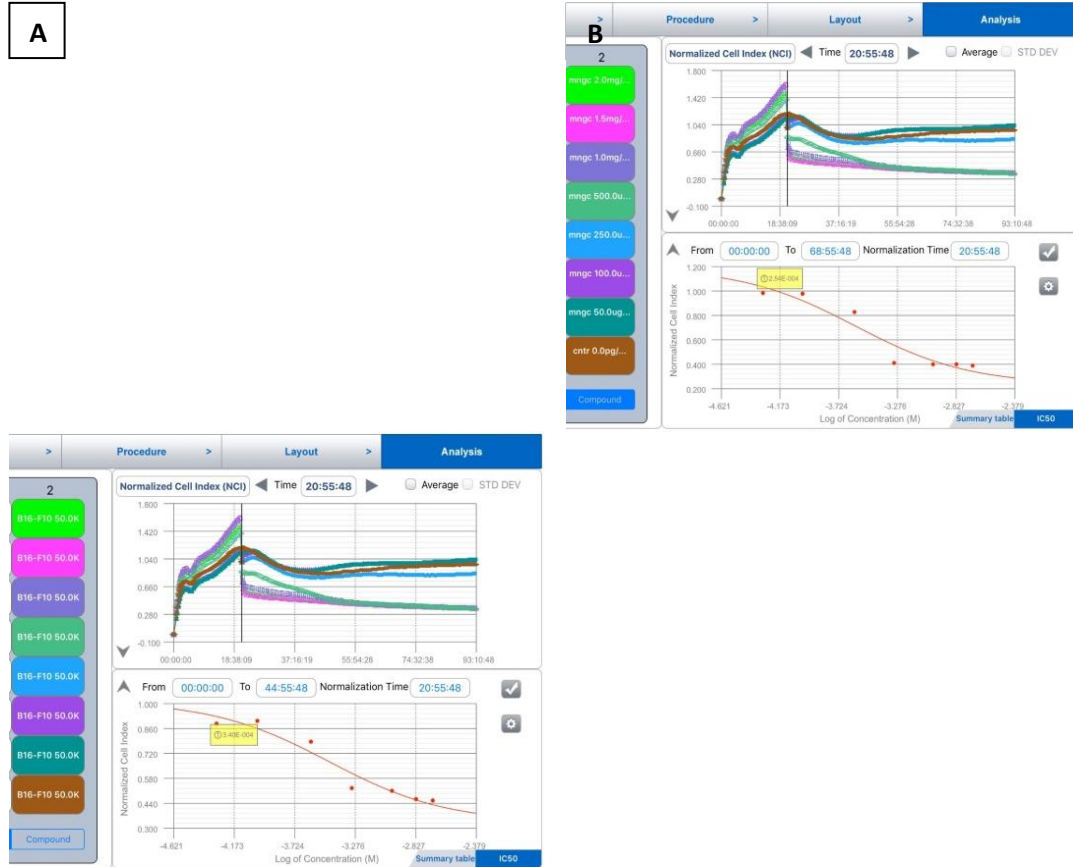 A
B
> Procedure > Layout > Analysis
2
mngc 2.0mg/...
mngc 1.5mg/...
mngc 1.0mg/...
mngc 500.0u...
mngc 250.0u...
mngc 100.0u...
mngc 50.0ug...
cntr 0.0pg/...
Compound
Normalized Cell Index (NCI) Time 20:55:48 Average STD DEV
1.800
1.420
1.040
0.660
0.280
-0.100
00:00:00 18:38:09 37:16:19 55:54:28 74:32:38 93:10:48
From 00:00:00 To 68:55:48 Normalization Time 20:55:48
Normalized Cell Index
1.200
1.000
0.800
0.600
0.400
0.200
2.54E-004
-4.621 -4.173 -3.724 -3.276 -2.827 -2.379
Log of Concentration (M)
Summary table IC50
> Procedure > Layout > Analysis
2
B16-F10 50.0K
B16-F10 50.0K
B16-F10 50.0K
B16-F10 50.0K
B16-F10 50.0K
B16-F10 50.0K
B16-F10 50.0K
B16-F10 50.0K
Compound
Normalized Cell Index (NCI) Time 20:55:48 Average STD DEV
1.800
1.420
1.040
0.660
0.280
-0.100
00:00:00 18:38:09 37:16:19 55:54:28 74:32:38 93:10:48
From 00:00:00 To 44:55:48 Normalization Time 20:55:48
Normalized Cell Index
1.000
0.860
0.720
0.580
0.440
0.300
-4.621 -4.173 -3.724 -3.276 -2.827 -2.379
Log of Concentration (M)
Summary table IC50